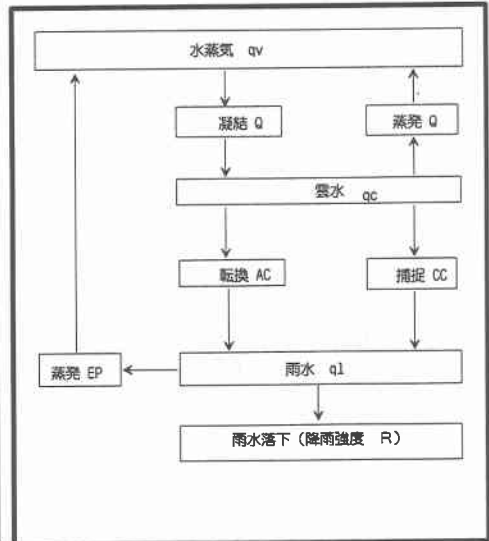 水蒸気 qv
凝結 Q
蒸発 Q
雲水 qc
転換 AC
捕捉 CC
蒸発 EP
雨水 ql
雨水落下（降雨強度 R）